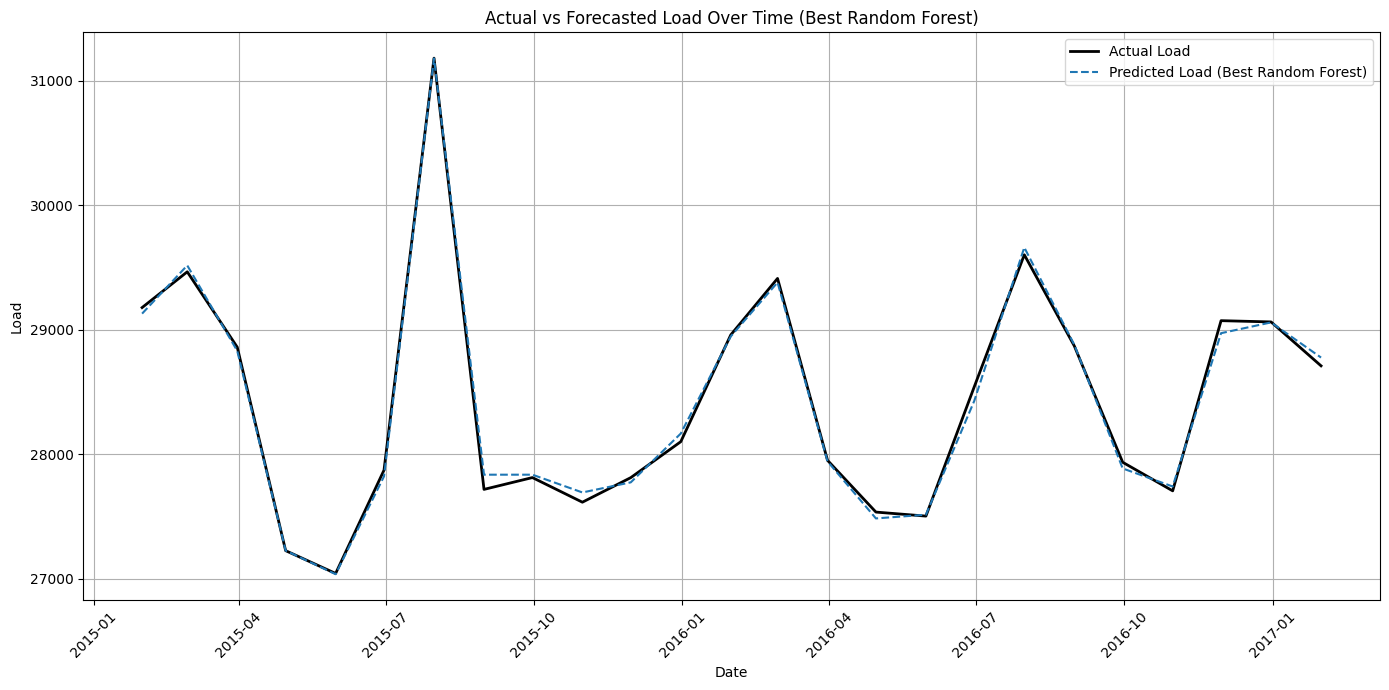 Actual vs Forecasted Load Over Time (Best Random Forest)
Actual Load
Predicted Load (Best Random Forest)
31000
30000
29000
28000
27000
Load
2015-01
2015-04
2015-07
2015-10
2016-01
2016-04
2016-07
2016-10
2017-01
Date